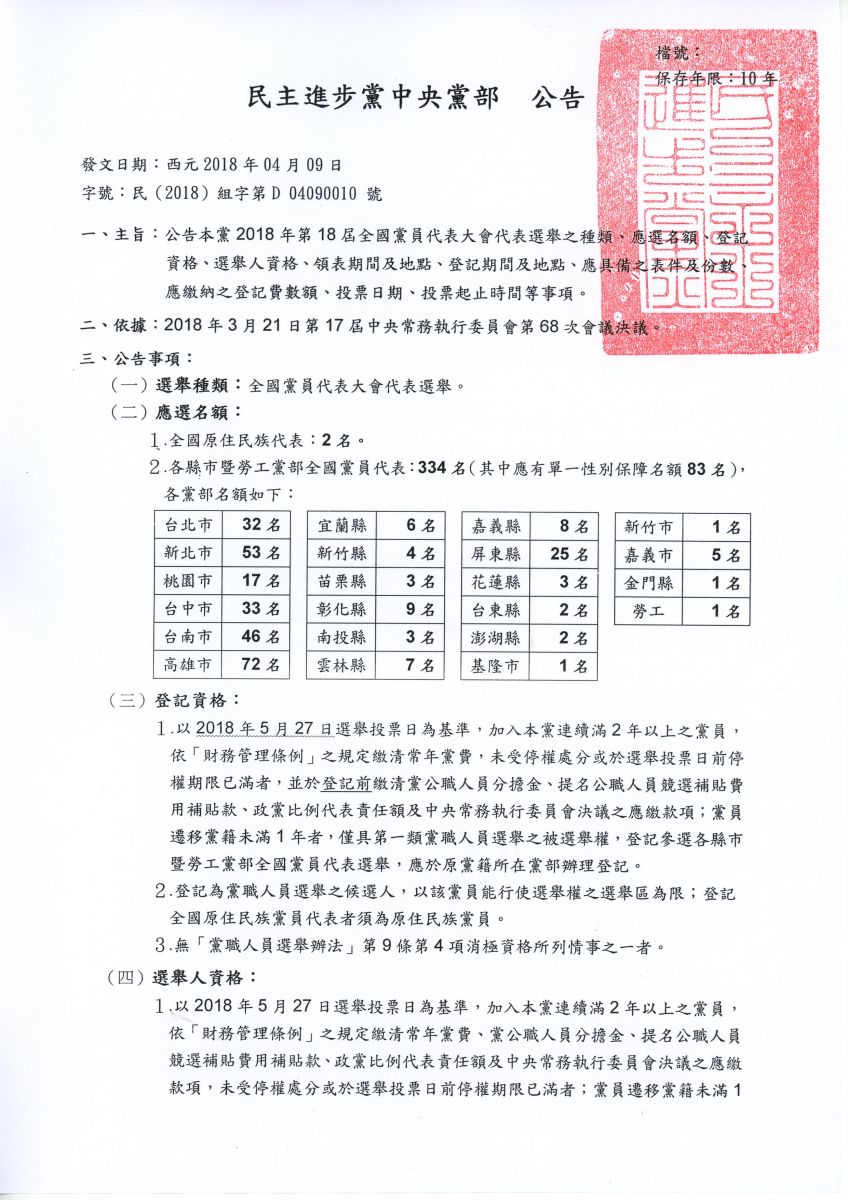 檔號：
保存年限：10 年
民主進步黨中央黨部　公告
發文日期：西元 2018 年 04 月 09 日
字號：民（2018）組字第 D 04090010 號
一、主旨：公告本黨 2018 年第 18 屆全國黨員代表大會代表選舉之種類、應選名額、登記
資格、選舉人資格、領表期間及地點、登記期間及地點、應具備之表件及份數、
應繳納之登記費數額、投票日期、投票起止時間等事項。
二、依據：2018 年 3 月 21 日第 17 屆中央常務執行委員會第 68 次會議決議。
三、公告事項：
（一）選舉種類：全國黨員代表大會代表選舉。
（二）應選名額：
1.全國原住民族代表：2 名。
2.各縣市暨勞工黨部全國黨員代表：334 名（其中應有單一性別保障名額 83 名），
各黨部名額如下：
台北市 32 名 宜蘭縣 6 名 嘉義縣 8 名 新竹市 1 名
新北市 53 名 新竹縣 4 名 屏東縣 25 名 嘉義市 5 名
桃園市 17 名 苗栗縣 3 名 花蓮縣 3 名 金門縣 1 名
台中市 33 名 彰化縣 9 名 台東縣 2 名 勞工 1 名
台南市 46 名 南投縣 3 名 澎湖縣 2 名
高雄市 72 名 雲林縣 7 名 基隆市 1 名
（三）登記資格：
1.以 2018 年 5 月 27 日選舉投票日為基準，加入本黨連續滿 2 年以上之黨員，
依「財務管理條例」之規定繳清常年黨費，未受停權處分或於選舉投票日前停
權期限已滿者，並於登記前繳清黨公職人員分擔金、提名公職人員競選補貼費
用補貼款、政黨比例代表責任額及中央常務執行委員會決議之應繳款項；黨員
遷移黨籍未滿 1 年者，僅具第一類黨職人員選舉之被選舉權，登記參選各縣市
暨勞工黨部全國黨員代表選舉，應於原黨籍所在黨部辦理登記。
2.登記為黨職人員選舉之候選人，以該黨員能行使選舉權之選舉區為限；登記
全國原住民族黨員代表者須為原住民族黨員。
3.無「黨職人員選舉辦法」第 9 條第 4 項消極資格所列情事之一者。
（四）選舉人資格：
1.以 2018 年 5 月 27 日選舉投票日為基準，加入本黨連續滿 2 年以上之黨員，
依「財務管理條例」之規定繳清常年黨費、黨公職人員分擔金、提名公職人員
競選補貼費用補貼款、政黨比例代表責任額及中央常務執行委員會決議之應繳
款項，未受停權處分或於選舉投票日前停權期限已滿者；黨員遷移黨籍未滿 1